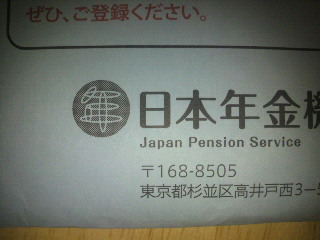 ぜひ、ご登録ください。
日本年金機
Japan Pension Service
〒168-8505
東京都杉並区高井戸西3-5